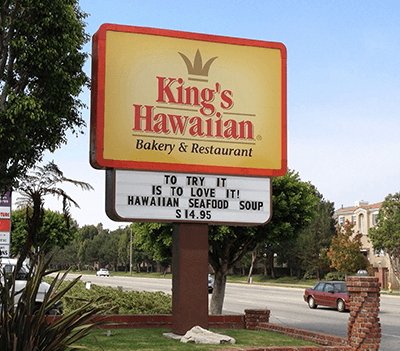 King's
Hawaiian®
Bakery & Restaurant
TO TRY IT
IS TO LOVE IT!
HAWAIIAN SEAFOOD SOUP
$14.95